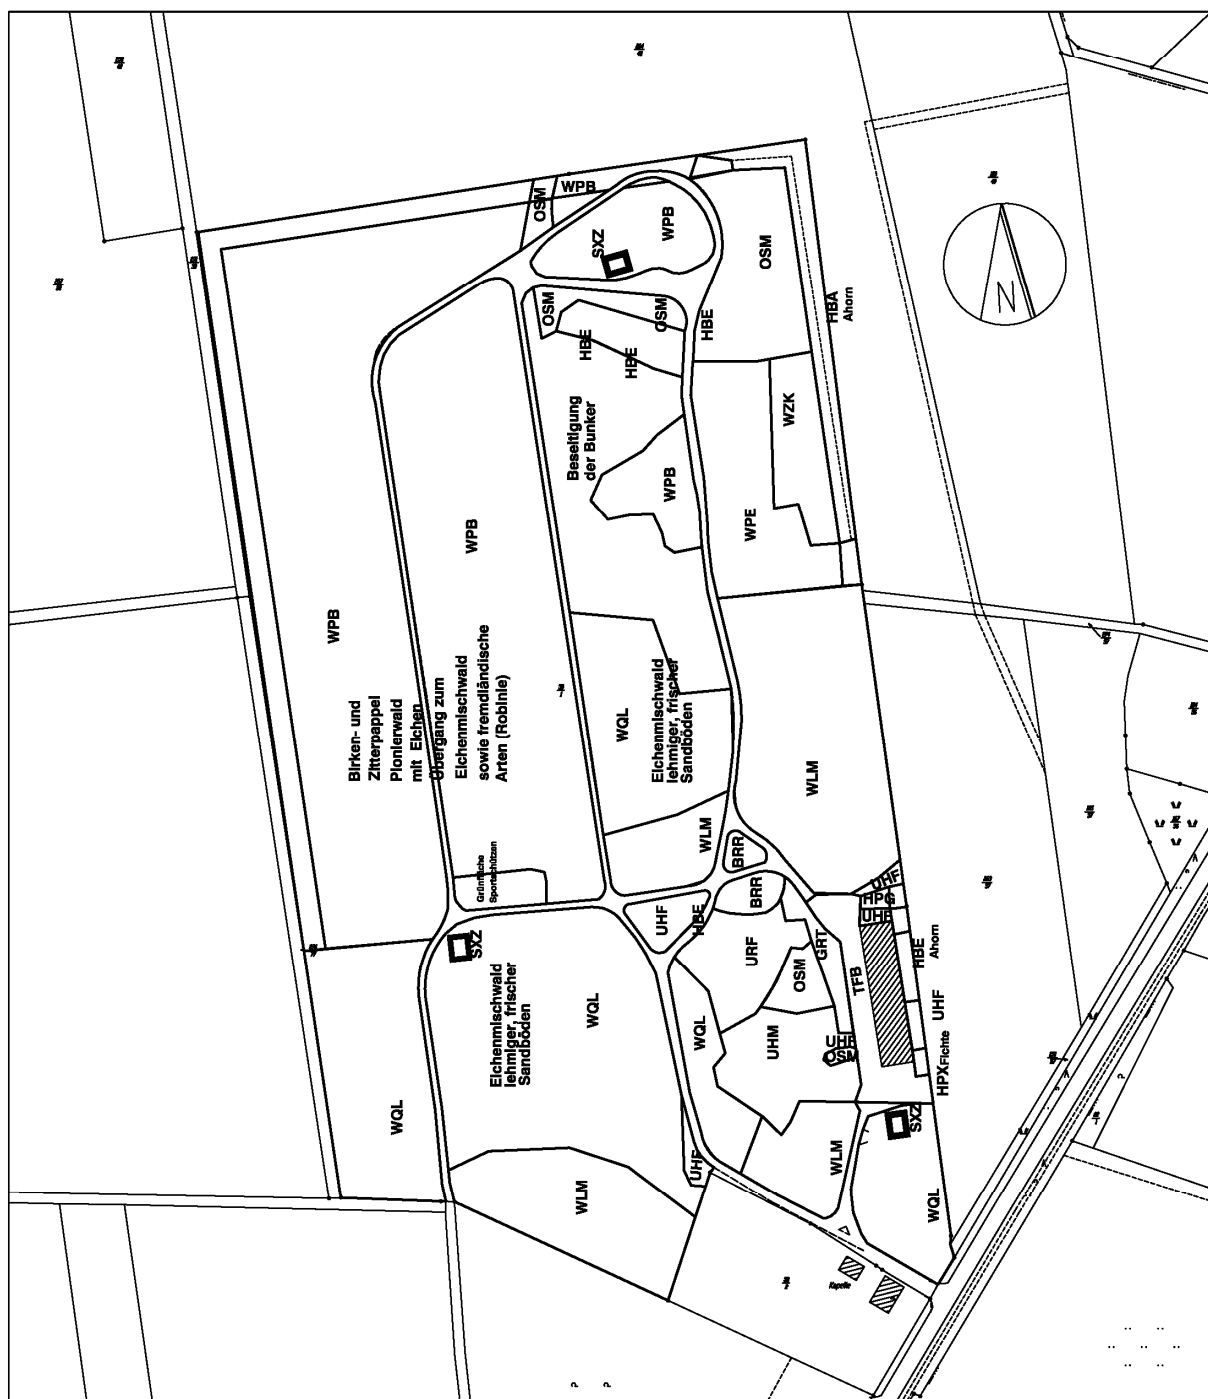 OSM
WPB
SXZ
WPB
OSM
OSM
OSM
HBE
HBE
HBE
HBA
Ahorn
N
Beseitigung
der Bunker
WZK
WPB
WPB
WPE
WPB
Birken- und
Zitterpappel
Pionierwald
mit Eichen
Übergang zum
Eichenmischwald
sowie fremdländische
Arten (Robinie)
WQL
Eichenmischwald
lehmiger, frischer
Sandböden
WLM
WLM
BRR
BRR
Grünfläche
Sportschützen
UHF
HPG
UHF
UHF
HBE
SXZ
URF
GRT
OSM
TFB
HBE
Ahorn
Eichenmischwald
lehmiger, frischer
Sandböden
WQL
WQL
UHM
UHF
OSM
UHF
HPX
Fichte
SXZ
WQL
UHF
WLM
WLM
WQL
Kapelle